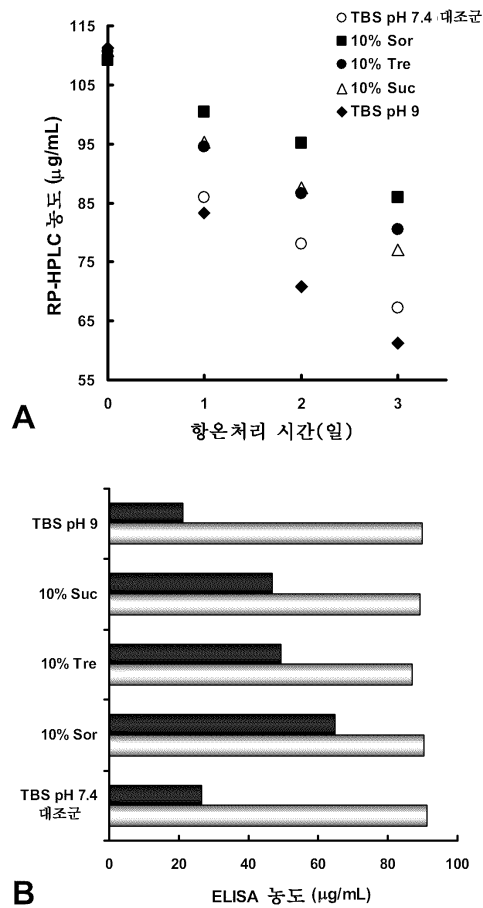 TBS pH 7.4 대조군
10% Sor
10% Tre
10% Suc
TBS pH 9
115
105
95
85
75
65
55
RP-HPLC 농도 (μg/mL)
0 1 2 3
항온처리 시간(일)
A
TBS pH 9
10% Suc
10% Tre
10% Sor
TBS pH 7.4
대조군
0 20 40 60 80 100
ELISA 농도 (μg/mL)
B